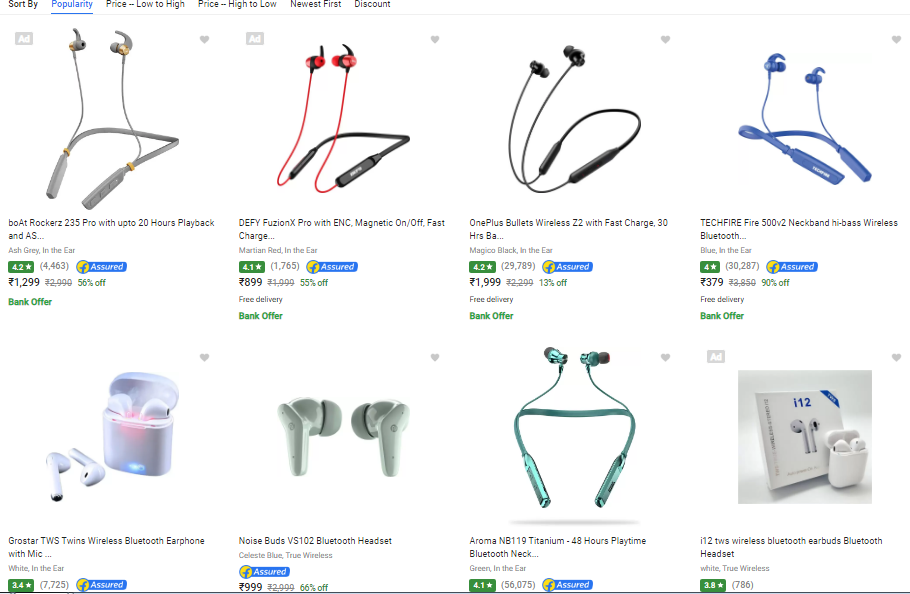 Sort By Popularity Price -- Low to High Price -- High to Low Newest First Discount
Ad
Ad
boAt Rockerz 235 Pro with upto 20 Hours Playback
and AS...
Ash Grey, In the Ear
4.2★ (4,463) Assured
₹1,299 ₹2,990 56% off
Bank Offer
DEFY FuzionX Pro with ENC, Magnetic On/Off, Fast
Charge...
Martian Red, In the Ear
4.1★ (1,765) Assured
₹899 ₹1,999 55% off
Free delivery
Bank Offer
OnePlus Bullets Wireless Z2 with Fast Charge, 30
Hrs Ba...
Magico Black, In the Ear
4.2★ (29,789) Assured
₹1,999 ₹2,299 13% off
Free delivery
Bank Offer
TECHFIRE
TECHFIRE Fire 500v2 Neckband hi-bass Wireless
Bluetooth...
Blue, In the Ear
4★ (30,287) Assured
₹379 ₹3,850 90% off
Free delivery
Bank Offer
Grostar TWS Twins Wireless Bluetooth Earphone
with Mic ...
White, In the Ear
3.4★ (7,725) Assured
Noise Buds VS102 Bluetooth Headset
Celeste Blue, True Wireless
Assured
₹999 ₹2,999 66% off
Aroma NB119 Titanium - 48 Hours Playtime
Bluetooth Neck...
Green, In the Ear
4.1★ (56,075) Assured
Ad
i12
i12 tws wireless bluetooth earbuds Bluetooth
Headset
white, True Wireless
3.8★ (786)